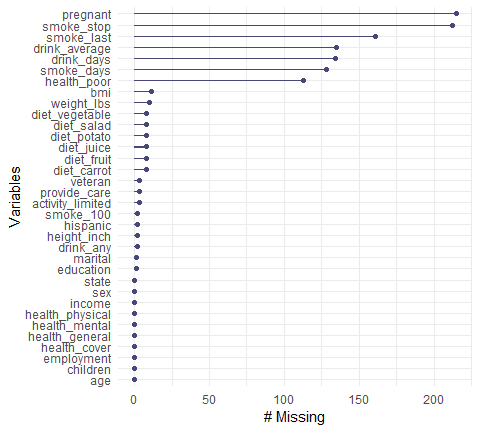 pregnant
smoke_stop
smoke_last
drink_average
drink_days
smoke_days
health_poor
bmi
weight_lbs
diet_vegetable
diet_salad
diet_potato
diet_juice
diet_fruit
diet_carrot
veteran
provide_care
activity_limited
smoke_100
hispanic
height_inch
drink_any
marital
education
state
sex
income
health_physical
health_mental
health_general
health_cover
employment
children
age
Variables
0 50 100 150 200
# Missing